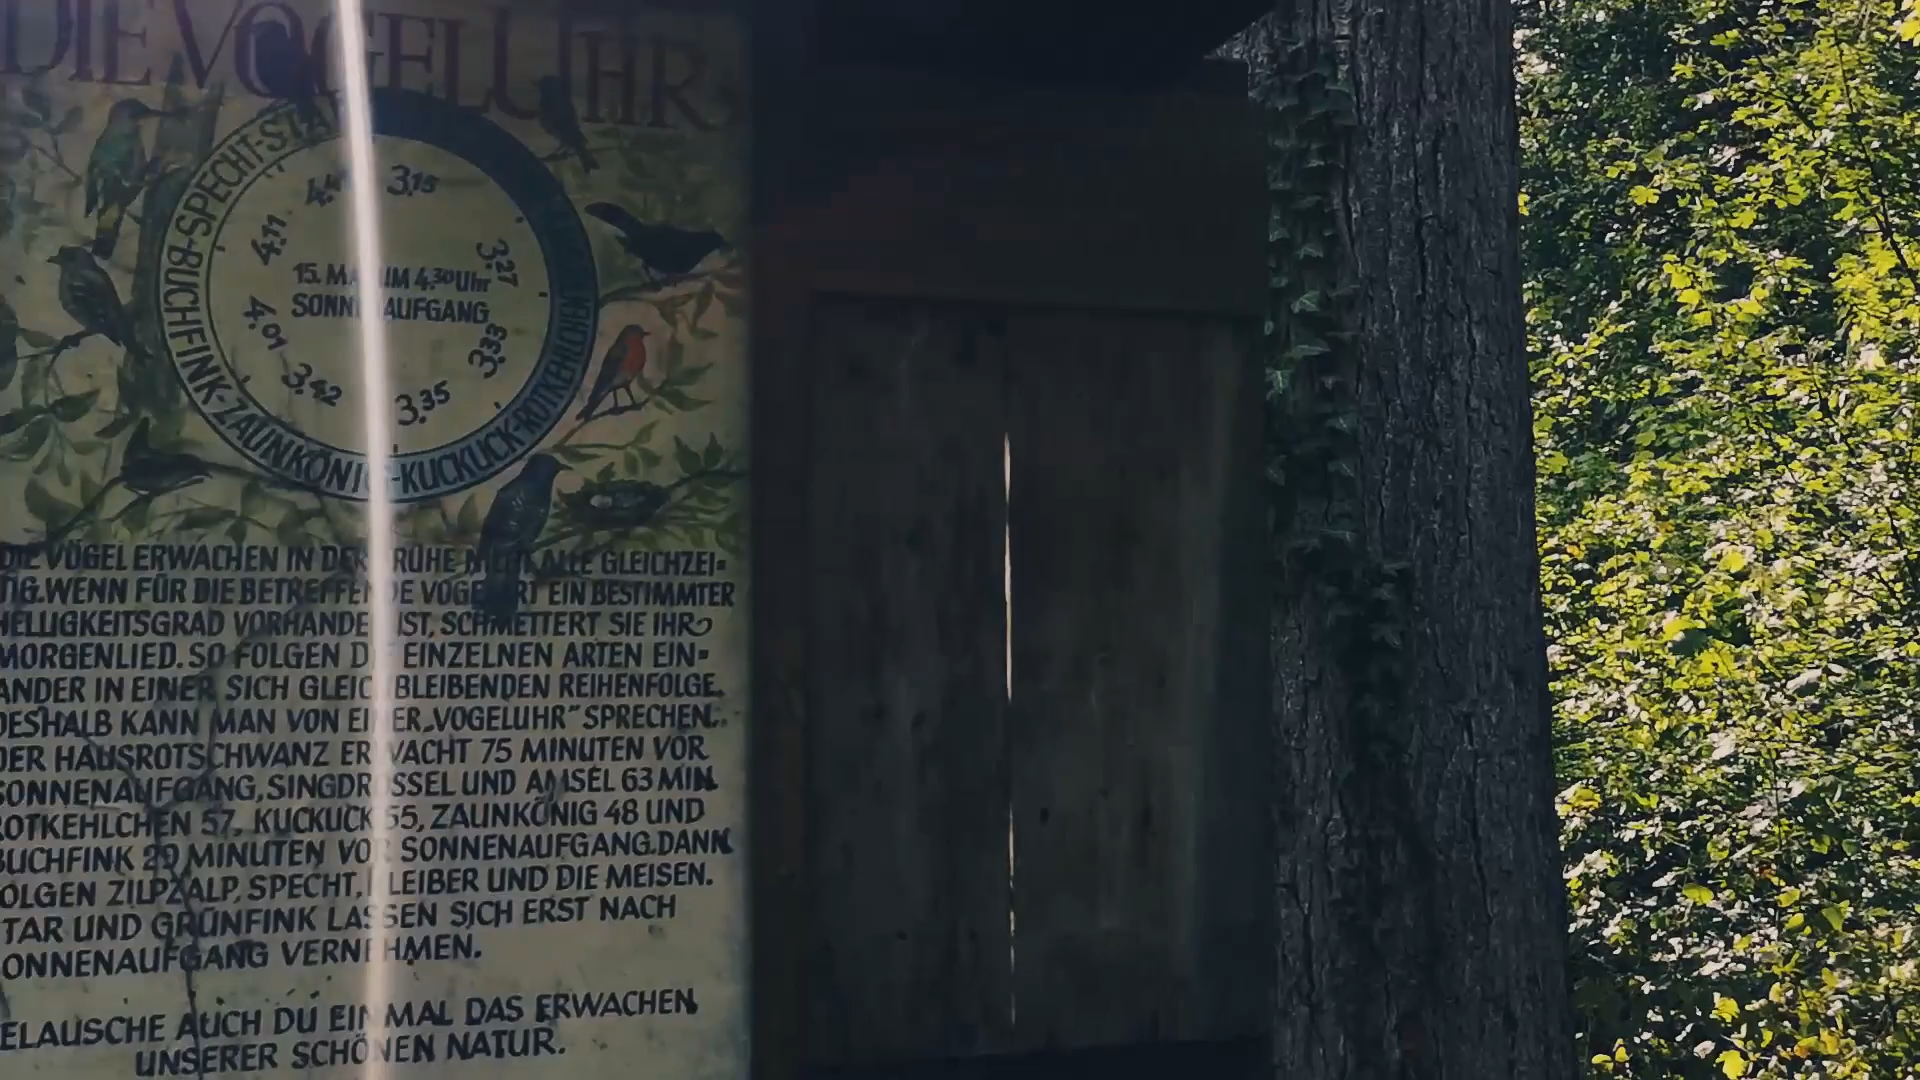 DIE VOGELUHR
BUCHFINK-ZAUNKÖNIG-KUCKUCK-ROTKEHLCHEN
SPECHT
3.15
3.27
3.33
3.35
3.42
4.01
4.11
15. MAI UM 4.30 Uhr
SONNENAUFGANG
DIE VÖGEL ERWACHEN IN DER FRÜHE NICHT ALLE GLEICHZEI=
TIG. WENN FÜR DIE BETREFFENDE VOGELART EIN BESTIMMTER
HELLIGKEITSGRAD VORHANDEN IST, SCHMETTERT SIE IHR
MORGENLIED. SO FOLGEN DIE EINZELNEN ARTEN EIN=
ANDER IN EINER SICH GLEICHBLEIBENDEN REIHENFOLGE.
DESHALB KANN MAN VON EINER „VOGELUHR" SPRECHEN.
DER HAUSROTSCHWANZ ERWACHT 75 MINUTEN VOR
SONNENAUFGANG, SINGDROSSEL UND AMSEL 63 MIN.
ROTKEHLCHEN 57, KUCKUCK 55, ZAUNKÖNIG 48 UND
BUCHFINK 29 MINUTEN VOR SONNENAUFGANG. DANN
FOLGEN ZILPZALP, SPECHT, KLEIBER UND DIE MEISEN.
STAR UND GRÜNFINK LASSEN SICH ERST NACH
SONNENAUFGANG VERNEHMEN.
BELAUSCHE AUCH DU EINMAL DAS ERWACHEN
UNSERER SCHÖNEN NATUR.